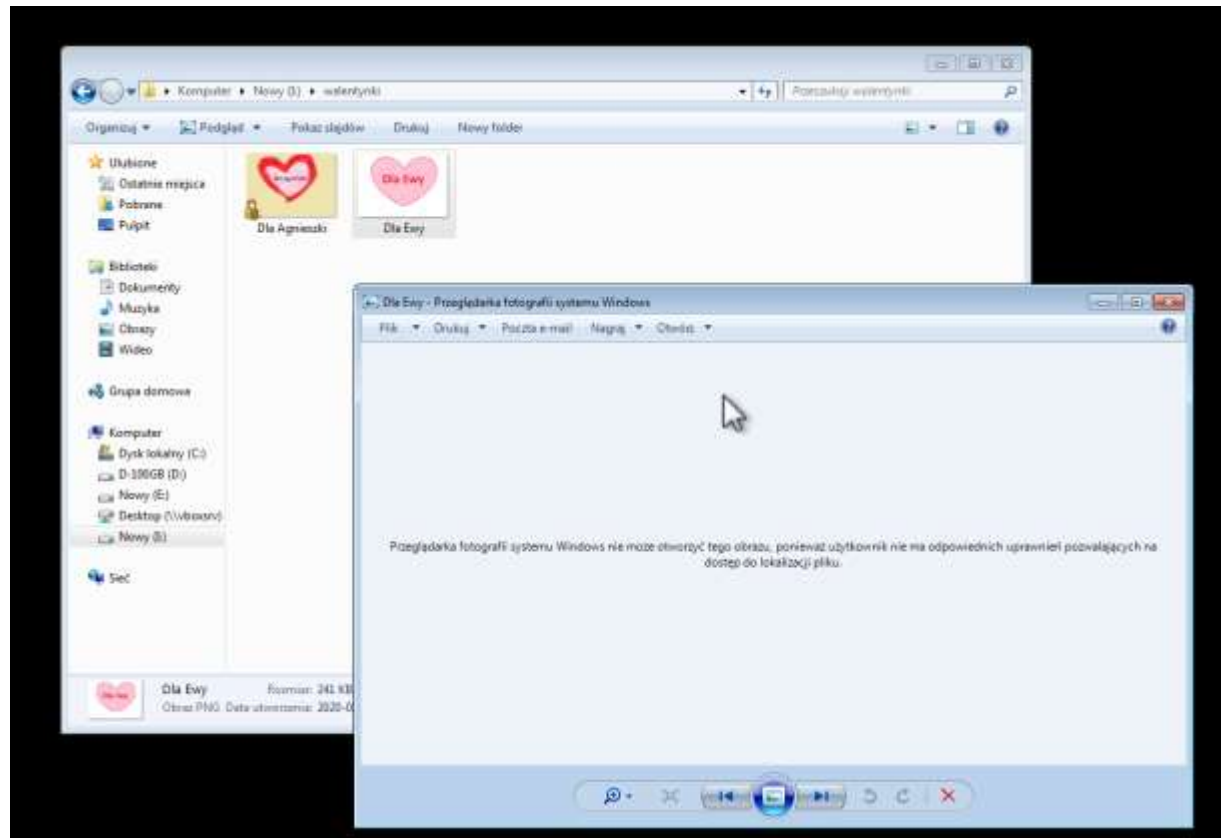 Komputer ▸ Nowy (I:) ▸ walentynki
Przeszukaj: walentynki
Organizuj Podgląd Pokaz slajdów Drukuj Nowy folder
Ulubione
Ostatnie miejsca
Pobrane
Pulpit
Biblioteki
Dokumenty
Muzyka
Obrazy
Wideo
Grupa domowa
Komputer
Dysk lokalny (C:)
D-100GB (D:)
Nowy (E:)
Desktop (\\vboxsrv)
Nowy (I:)
Sieć
Dla Ewy
Dla Agnieszki
Dla Ewy
Dla Ewy - Przeglądarka fotografii systemu Windows
Plik Drukuj Poczta e-mail Nagraj Otwórz
Przeglądarka fotografii systemu Windows nie może otworzyć tego obrazu, ponieważ użytkownik nie ma odpowiednich uprawnień pozwalających na
dostęp do lokalizacji pliku.
Dla Ewy Rozmiar: 241 KB
Obraz PNG Data utworzenia: 2020-0